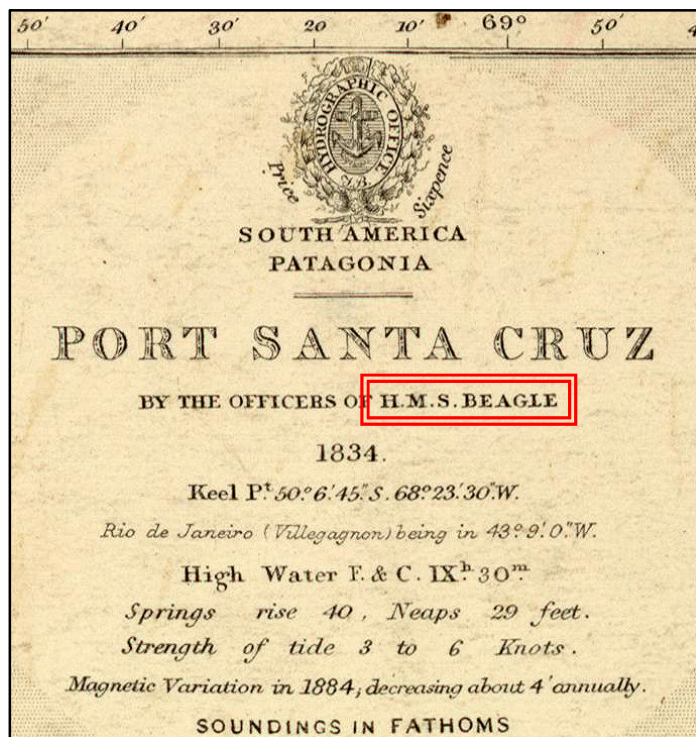 50' 40' 30' 20 10' 69° 50' 4
HYDROGRAPHIC OFFICE
Price Sixpence
SOUTH AMERICA
PATAGONIA
PORT SANTA CRUZ
BY THE OFFICERS OF H.M.S. BEAGLE
1834.
Keel Pt. 50° 6' 45" S. 68° 23' 30" W.
Rio de Janeiro (Villegagnon) being in 43° 9' 0" W.
High Water F. & C. IXh 30m
Springs rise 40, Neaps 29 feet.
Strength of tide 3 to 6 Knots.
Magnetic Variation in 1884; decreasing about 4' annually.
SOUNDINGS IN FATHOMS